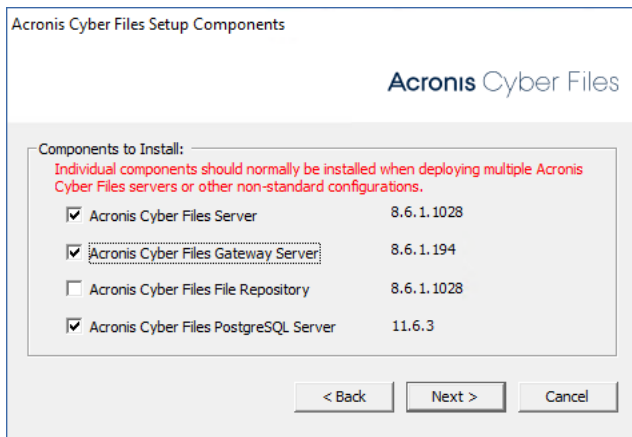 Acronis Cyber Files Setup Components
Acronis Cyber Files
Components to Install:
Individual components should normally be installed when deploying multiple Acronis
Cyber Files servers or other non-standard configurations.
Acronis Cyber Files Server 8.6.1.1028
Acronis Cyber Files Gateway Server 8.6.1.194
Acronis Cyber Files File Repository 8.6.1.1028
Acronis Cyber Files PostgreSQL Server 11.6.3
< Back Next > Cancel